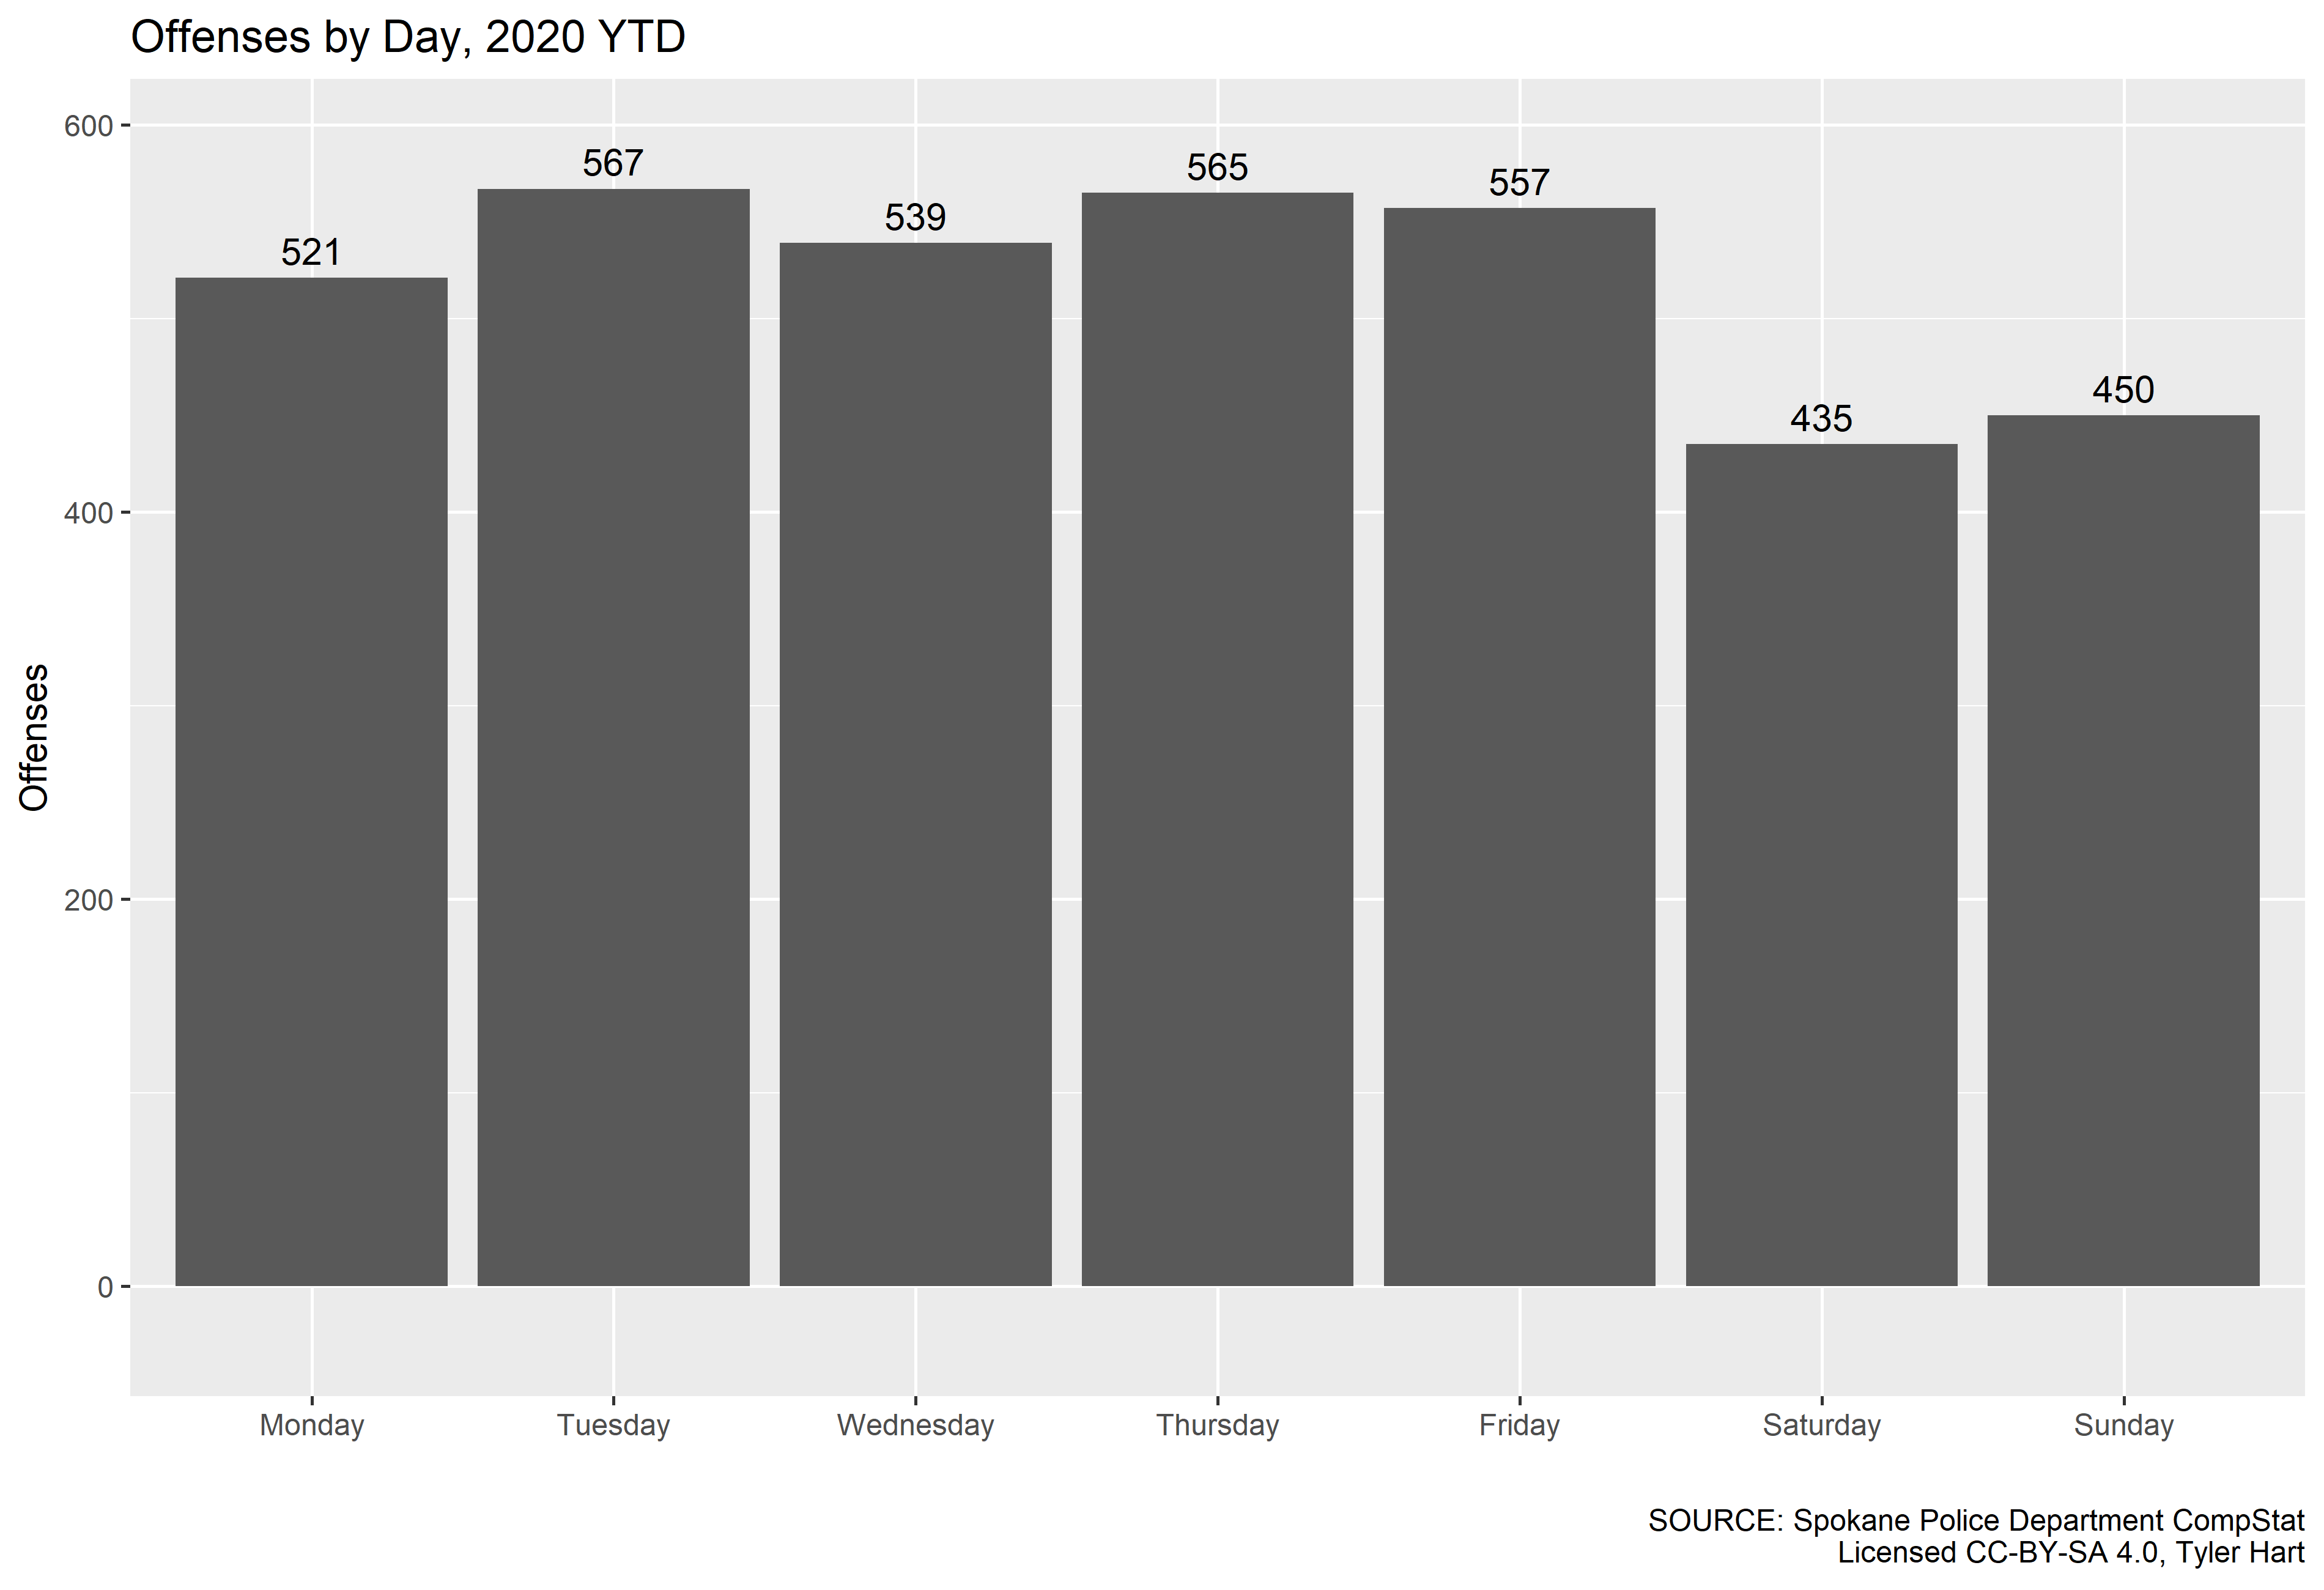 Offenses by Day, 2020 YTD
600
400
200
0
Offenses
521
567
539
565
557
435
450
Monday
Tuesday
Wednesday
Thursday
Friday
Saturday
Sunday
SOURCE: Spokane Police Department CompStat
Licensed CC-BY-SA 4.0, Tyler Hart